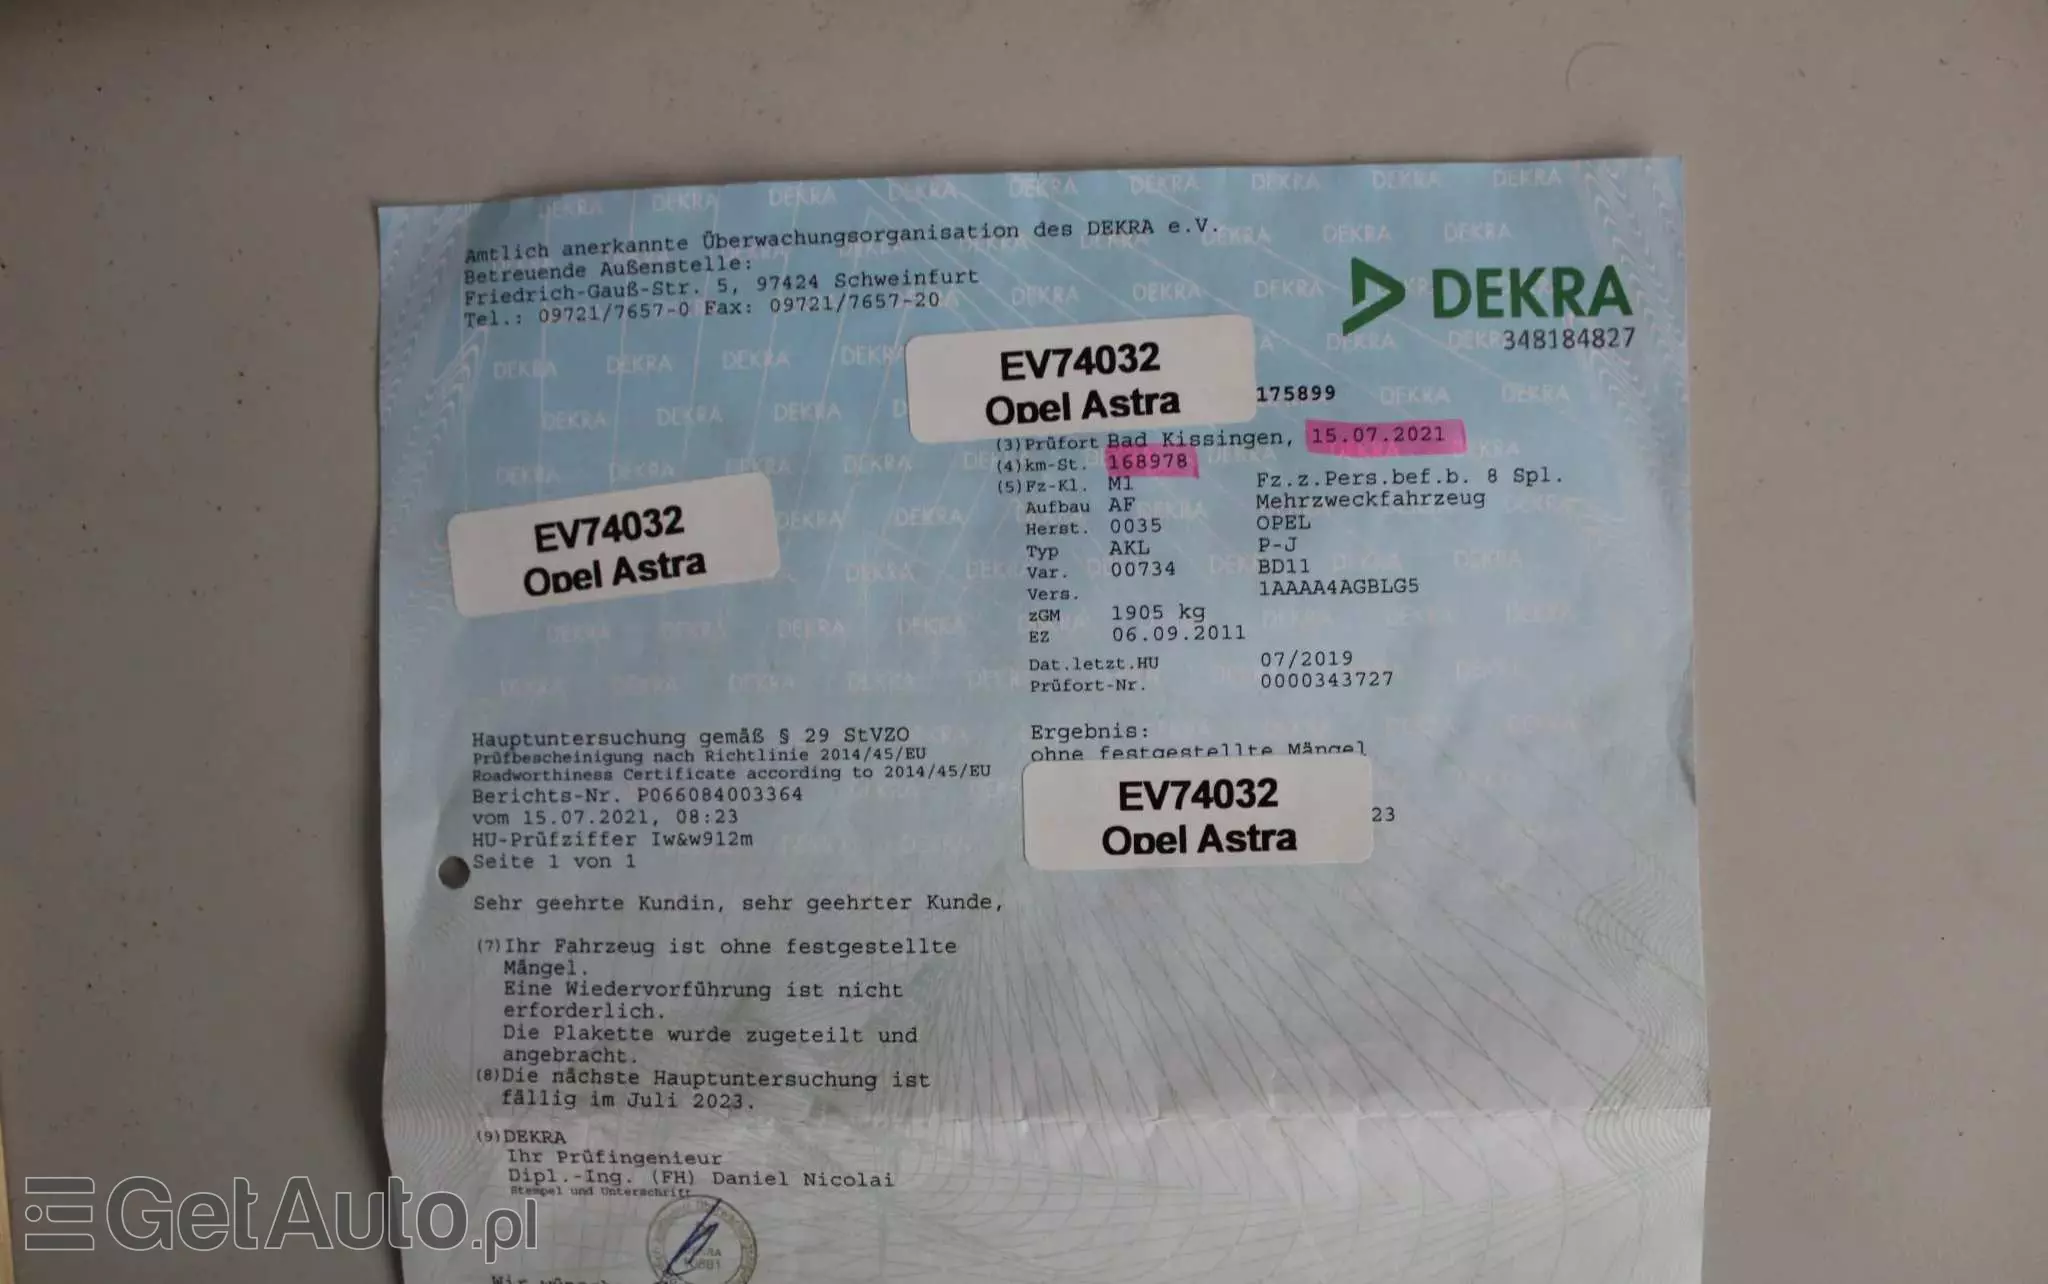 Amtlich anerkannte Überwachungsorganisation des DEKRA e.V.
Betreuende Außenstelle:
Friedrich-Gauß-Str. 5, 97424 Schweinfurt
Tel.: 09721/7657-0 Fax: 09721/7657-20
DEKRA
348184827
EV74032
Opel Astra
175899
(3)Prüfort Bad Kissingen, 15.07.2021
(4)km-St. 168978
(5)Fz-Kl. M1 Fz.z.Pers.bef.b. 8 Spl.
Aufbau AF Mehrzweckfahrzeug
Herst. 0035 OPEL
Typ AKL P-J
Var. 00734 BD11
Vers. 1AAAA4AGBLG5
zGM 1905 kg
EZ 06.09.2011
Dat.letzt.HU 07/2019
Prüfort-Nr. 0000343727
EV74032
Opel Astra
Ergebnis:
ohne festgestellte Mängel
EV74032
Opel Astra
23
Hauptuntersuchung gemäß § 29 StVZO
Prüfbescheinigung nach Richtlinie 2014/45/EU
Roadworthiness Certificate according to 2014/45/EU
Berichts-Nr. P066084003364
vom 15.07.2021, 08:23
HU-Prüfziffer Iw&w912m
Seite 1 von 1
Sehr geehrte Kundin, sehr geehrter Kunde,
(7)Ihr Fahrzeug ist ohne festgestellte
Mängel.
Eine Wiedervorführung ist nicht
erforderlich.
Die Plakette wurde zugeteilt und
angebracht.
(8)Die nächste Hauptuntersuchung ist
fällig im Juli 2023.
(9)DEKRA
Ihr Prüfingenieur
Dipl.-Ing. (FH) Daniel Nicolai
Stempel und Unterschrift
GetAuto.pl